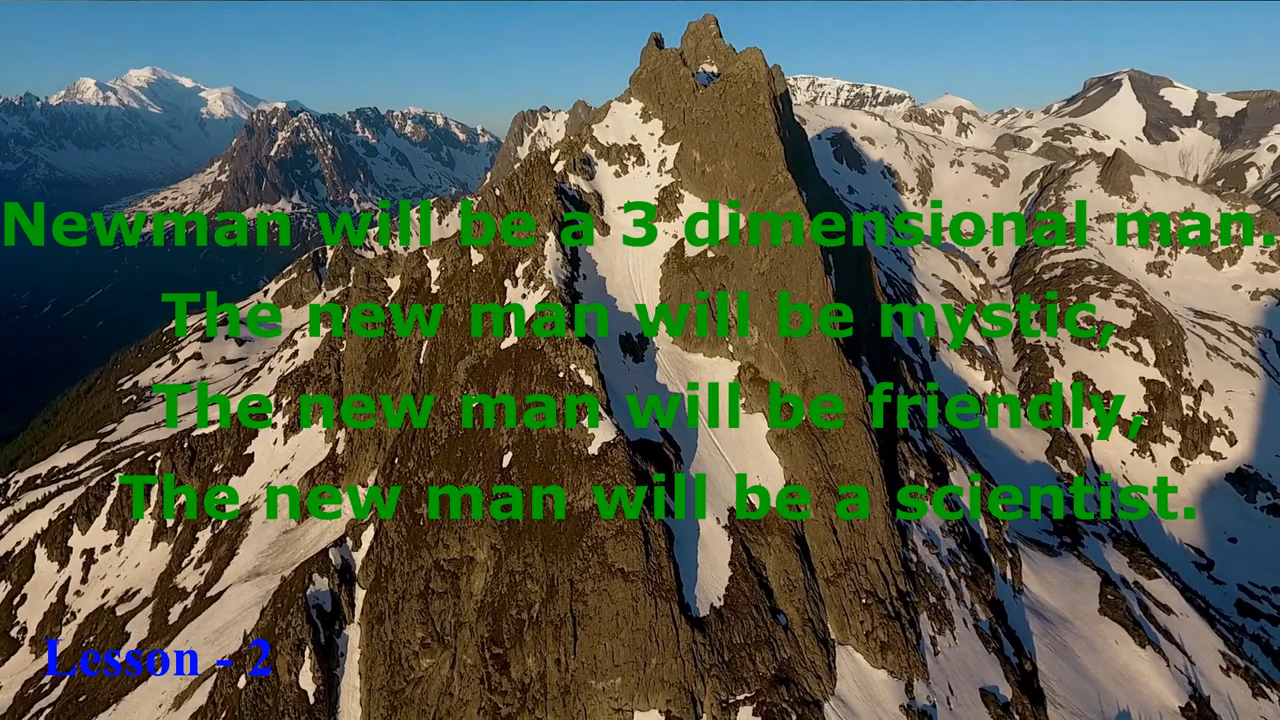 Newman will be a 3 dimensional man.
The new man will be mystic,
The new man will be friendly,
The new man will be a scientist.
Lesson - 2